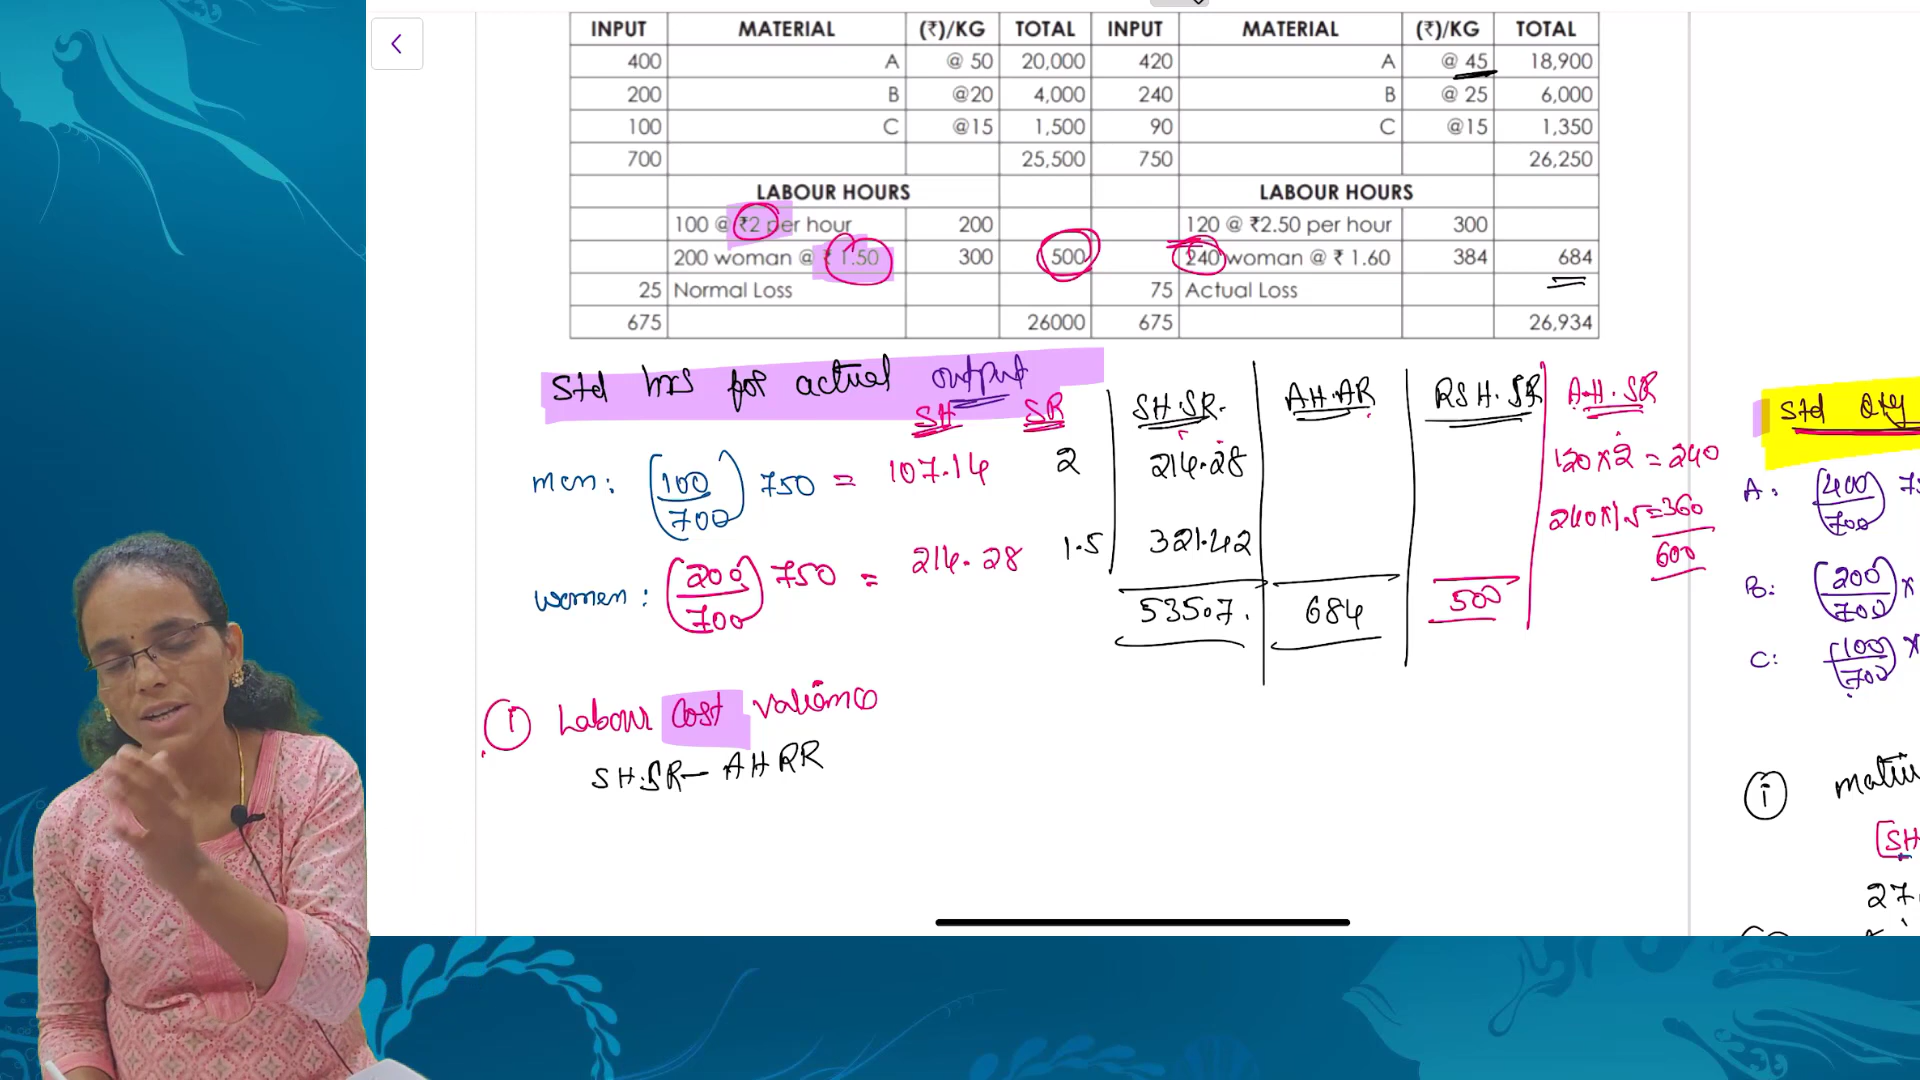 INPUT MATERIAL (₹)/KG TOTAL INPUT MATERIAL (₹)/KG TOTAL
400 A @ 50 20,000 420 A @ 45 18,900
200 B @20 4,000 240 B @ 25 6,000
100 C @15 1,500 90 C @15 1,350
700 25,500 750 26,250
LABOUR HOURS LABOUR HOURS
100 @ ₹2 per hour 200 120 @ ₹2.50 per hour 300
200 woman @ ₹ 1.50 300 500 240 woman @ ₹ 1.60 384 684
25 Normal Loss 75 Actual Loss
675 26000 675 26,934
Std hrs for actual output
SH SR SH.SR. AH.AR RSH.SR A.H.SR
Std Qty
men: (100/700) 750 = 107.14 2 214.28 120×2 = 240
A: (400/700)
women: (200/700) 750 = 214.28 1.5 321.42 240×1.5=360
600
53507. 684 500
B: (200/700) ×
C: (100/700) ×
① Labour Cost variance
SH.SR— AHRR
i
[SH
27.